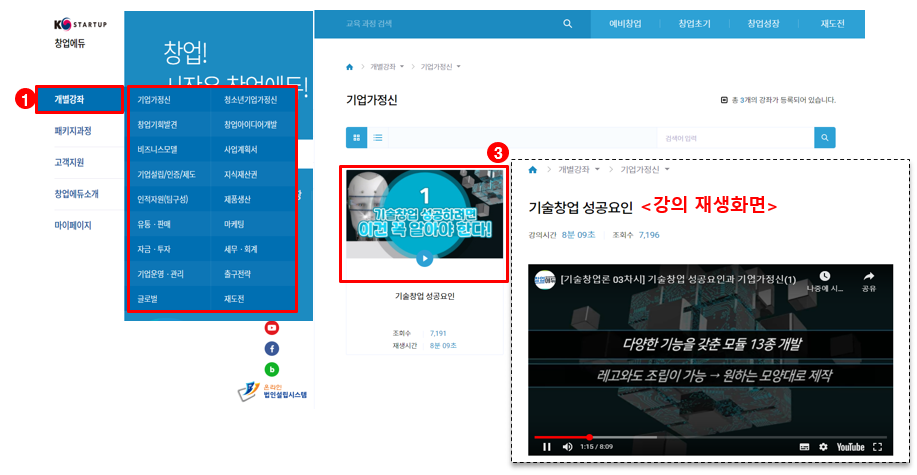 K STARTUP
창업에듀
1
개별강좌
패키지과정
고객지원
창업에듀소개
마이페이지
창업!
시작은 창업에듀!
기업가정신 청소년기업가정신
창업기회발견 창업아이디어개발
비즈니스모델 사업계획서
기업설립/인증/제도 지식재산권
인적자원(팀구성) 제품생산
유통 · 판매 마케팅
자금 · 투자 세무 · 회계
기업운영 · 관리 출구전략
글로벌 재도전
온라인
법인설립시스템
교육 과정 검색
예비창업 창업초기 창업성장 재도전
개별강좌 기업가정신
기업가정신
총 3개의 강좌가 등록되어 있습니다.
검색어 입력
3
1
기술창업 성공하려면
이런 꼭 알아야 한다!
기술창업 성공요인
조회수 7,191
재생시간 8분 09초
개별강좌 기업가정신
기술창업 성공요인 <강의 재생화면>
강의시간 8분 09초 조회수 7,196
창업에듀 [기술창업론 03차시] 기술창업 성공요인과 기업가정신(1)
나중에 시... 공유
다양한 기능을 갖춘 모듈 13종 개발
레고와도 조립이 가능 → 원하는 모양대로 제작
1:15 / 8:09
YouTube